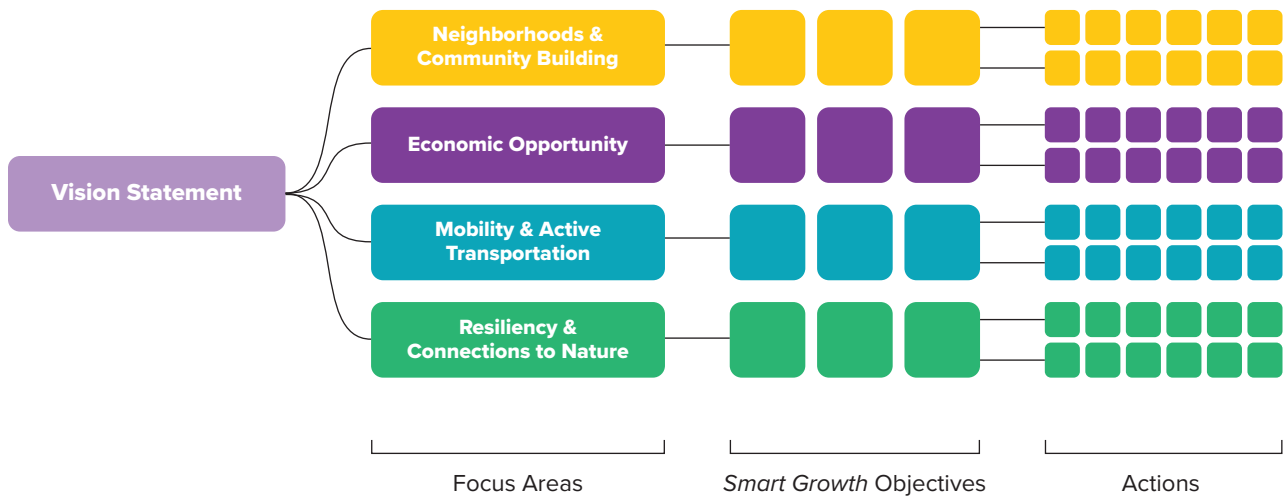 Neighborhoods &
Community Building
Economic Opportunity
Vision Statement
Mobility & Active
Transportation
Resiliency &
Connections to Nature
Focus Areas
Smart Growth Objectives
Actions